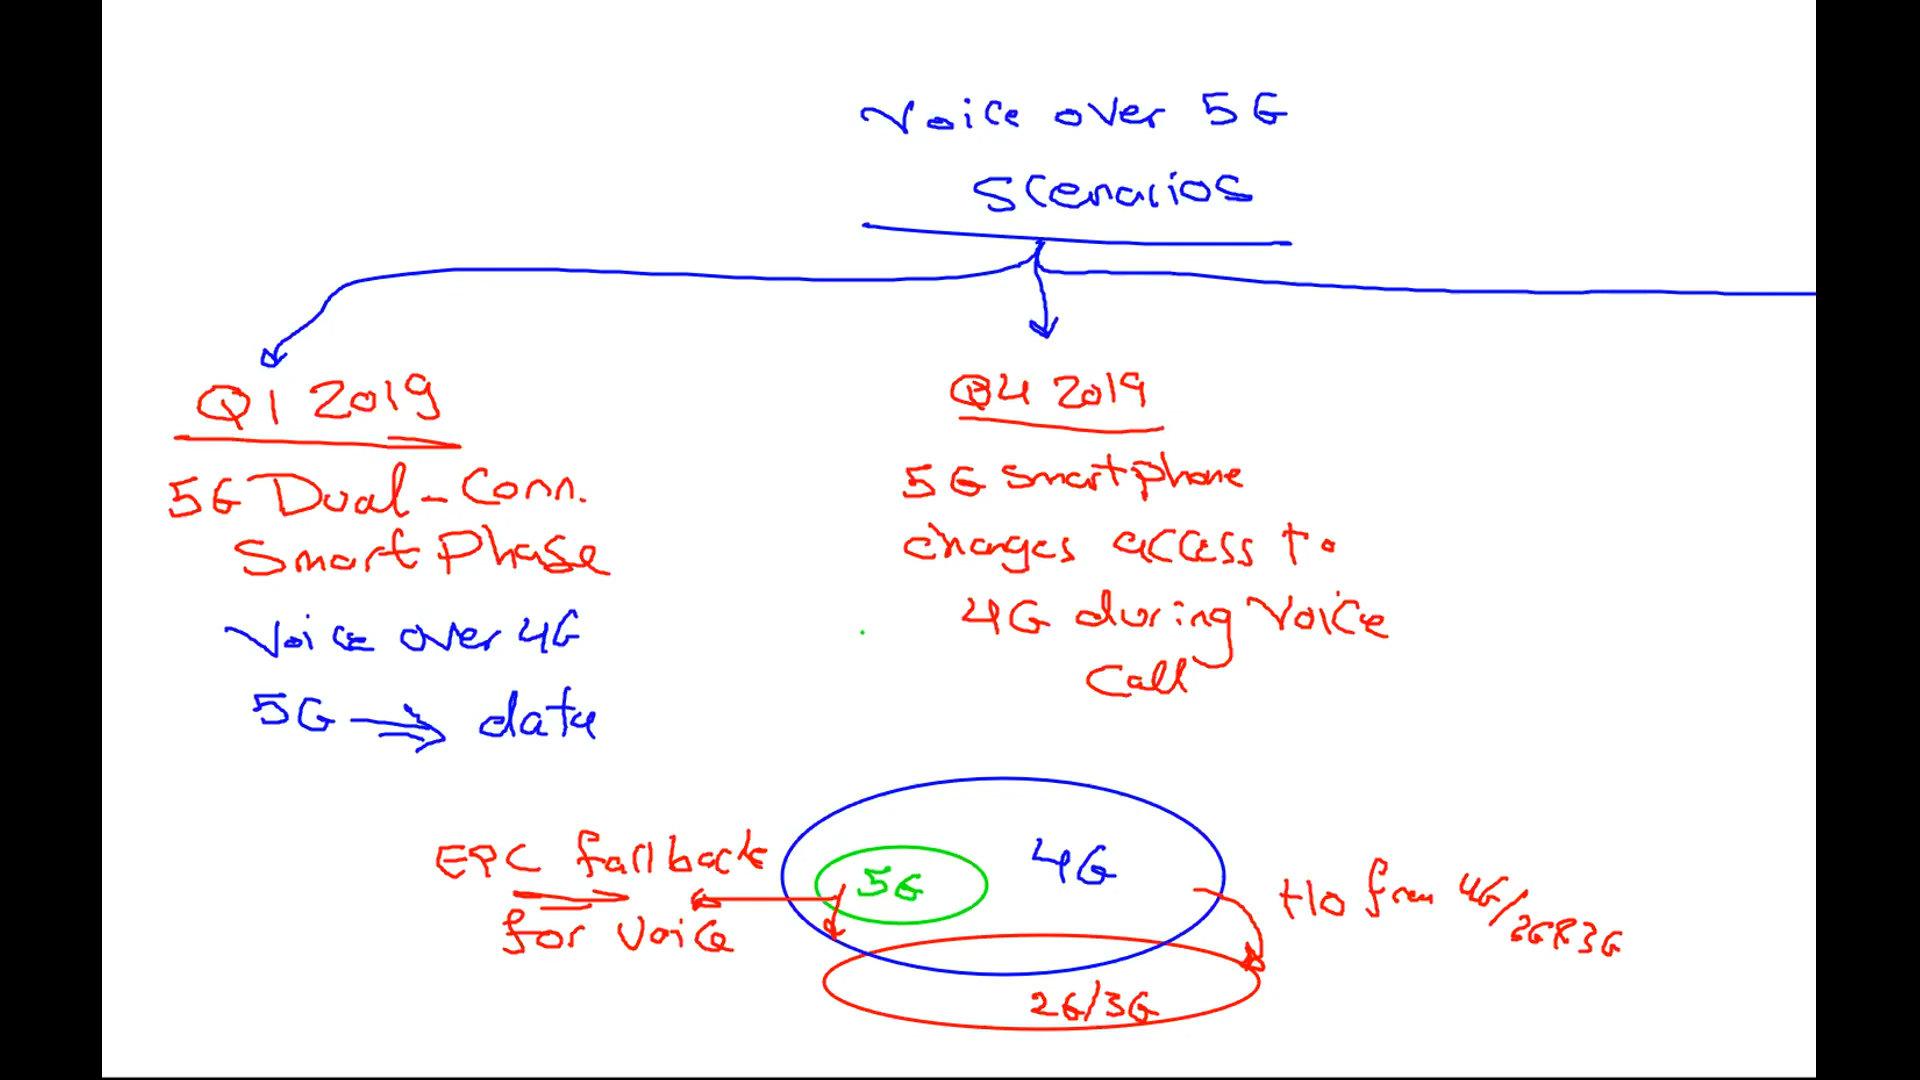 Voice over 5G
Scenarios
Q1 2019
5G Dual-Conn.
Smart Phase
Voice over 4G
5G → data
Q4 2019
5G Smartphone
changes access to
4G during Voice
Call
EPC fallback
for Voice
5G
4G
2G/3G
HO from 4G/2G&3G